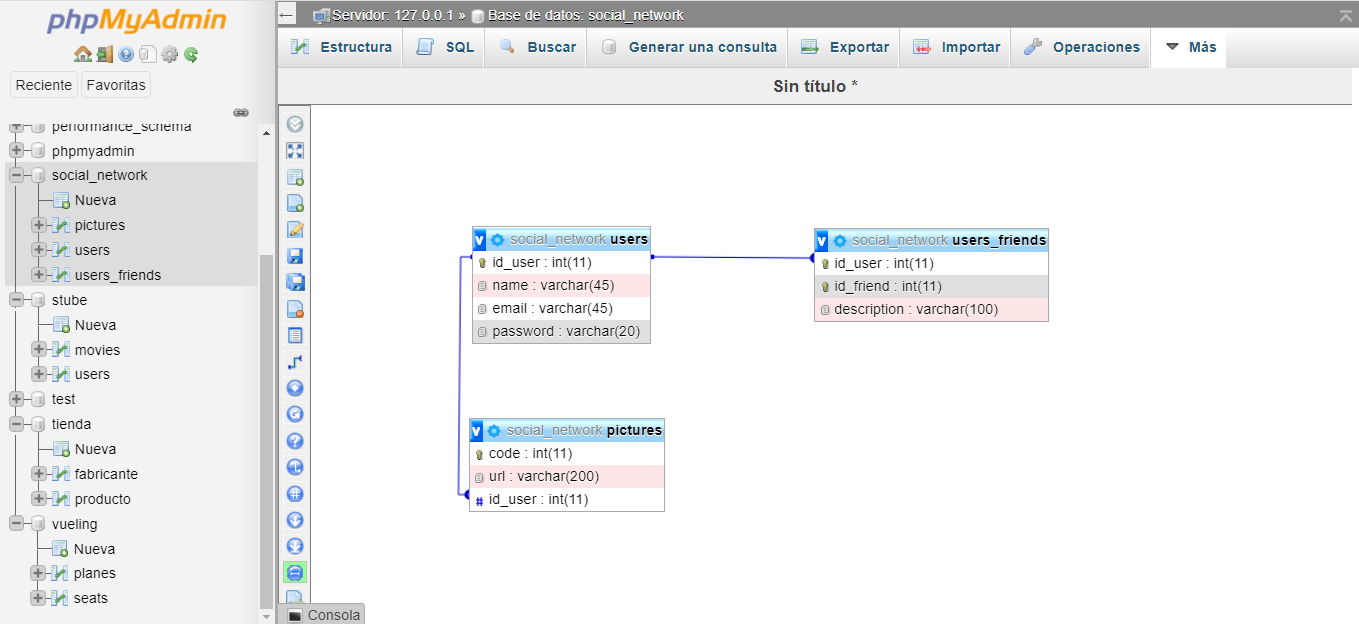 phpMyAdmin
Reciente Favoritas
performance_schema
phpmyadmin
social_network
Nueva
pictures
users
users_friends
stube
Nueva
movies
users
test
tienda
Nueva
fabricante
producto
vueling
Nueva
planes
seats
Servidor: 127.0.0.1 » Base de datos: social_network
Estructura SQL Buscar Generar una consulta Exportar Importar Operaciones Más
Sin título *
v social_network users
id_user : int(11)
name : varchar(45)
email : varchar(45)
password : varchar(20)
v social_network users_friends
id_user : int(11)
id_friend : int(11)
description : varchar(100)
v social_network pictures
code : int(11)
url : varchar(200)
# id_user : int(11)
Consola